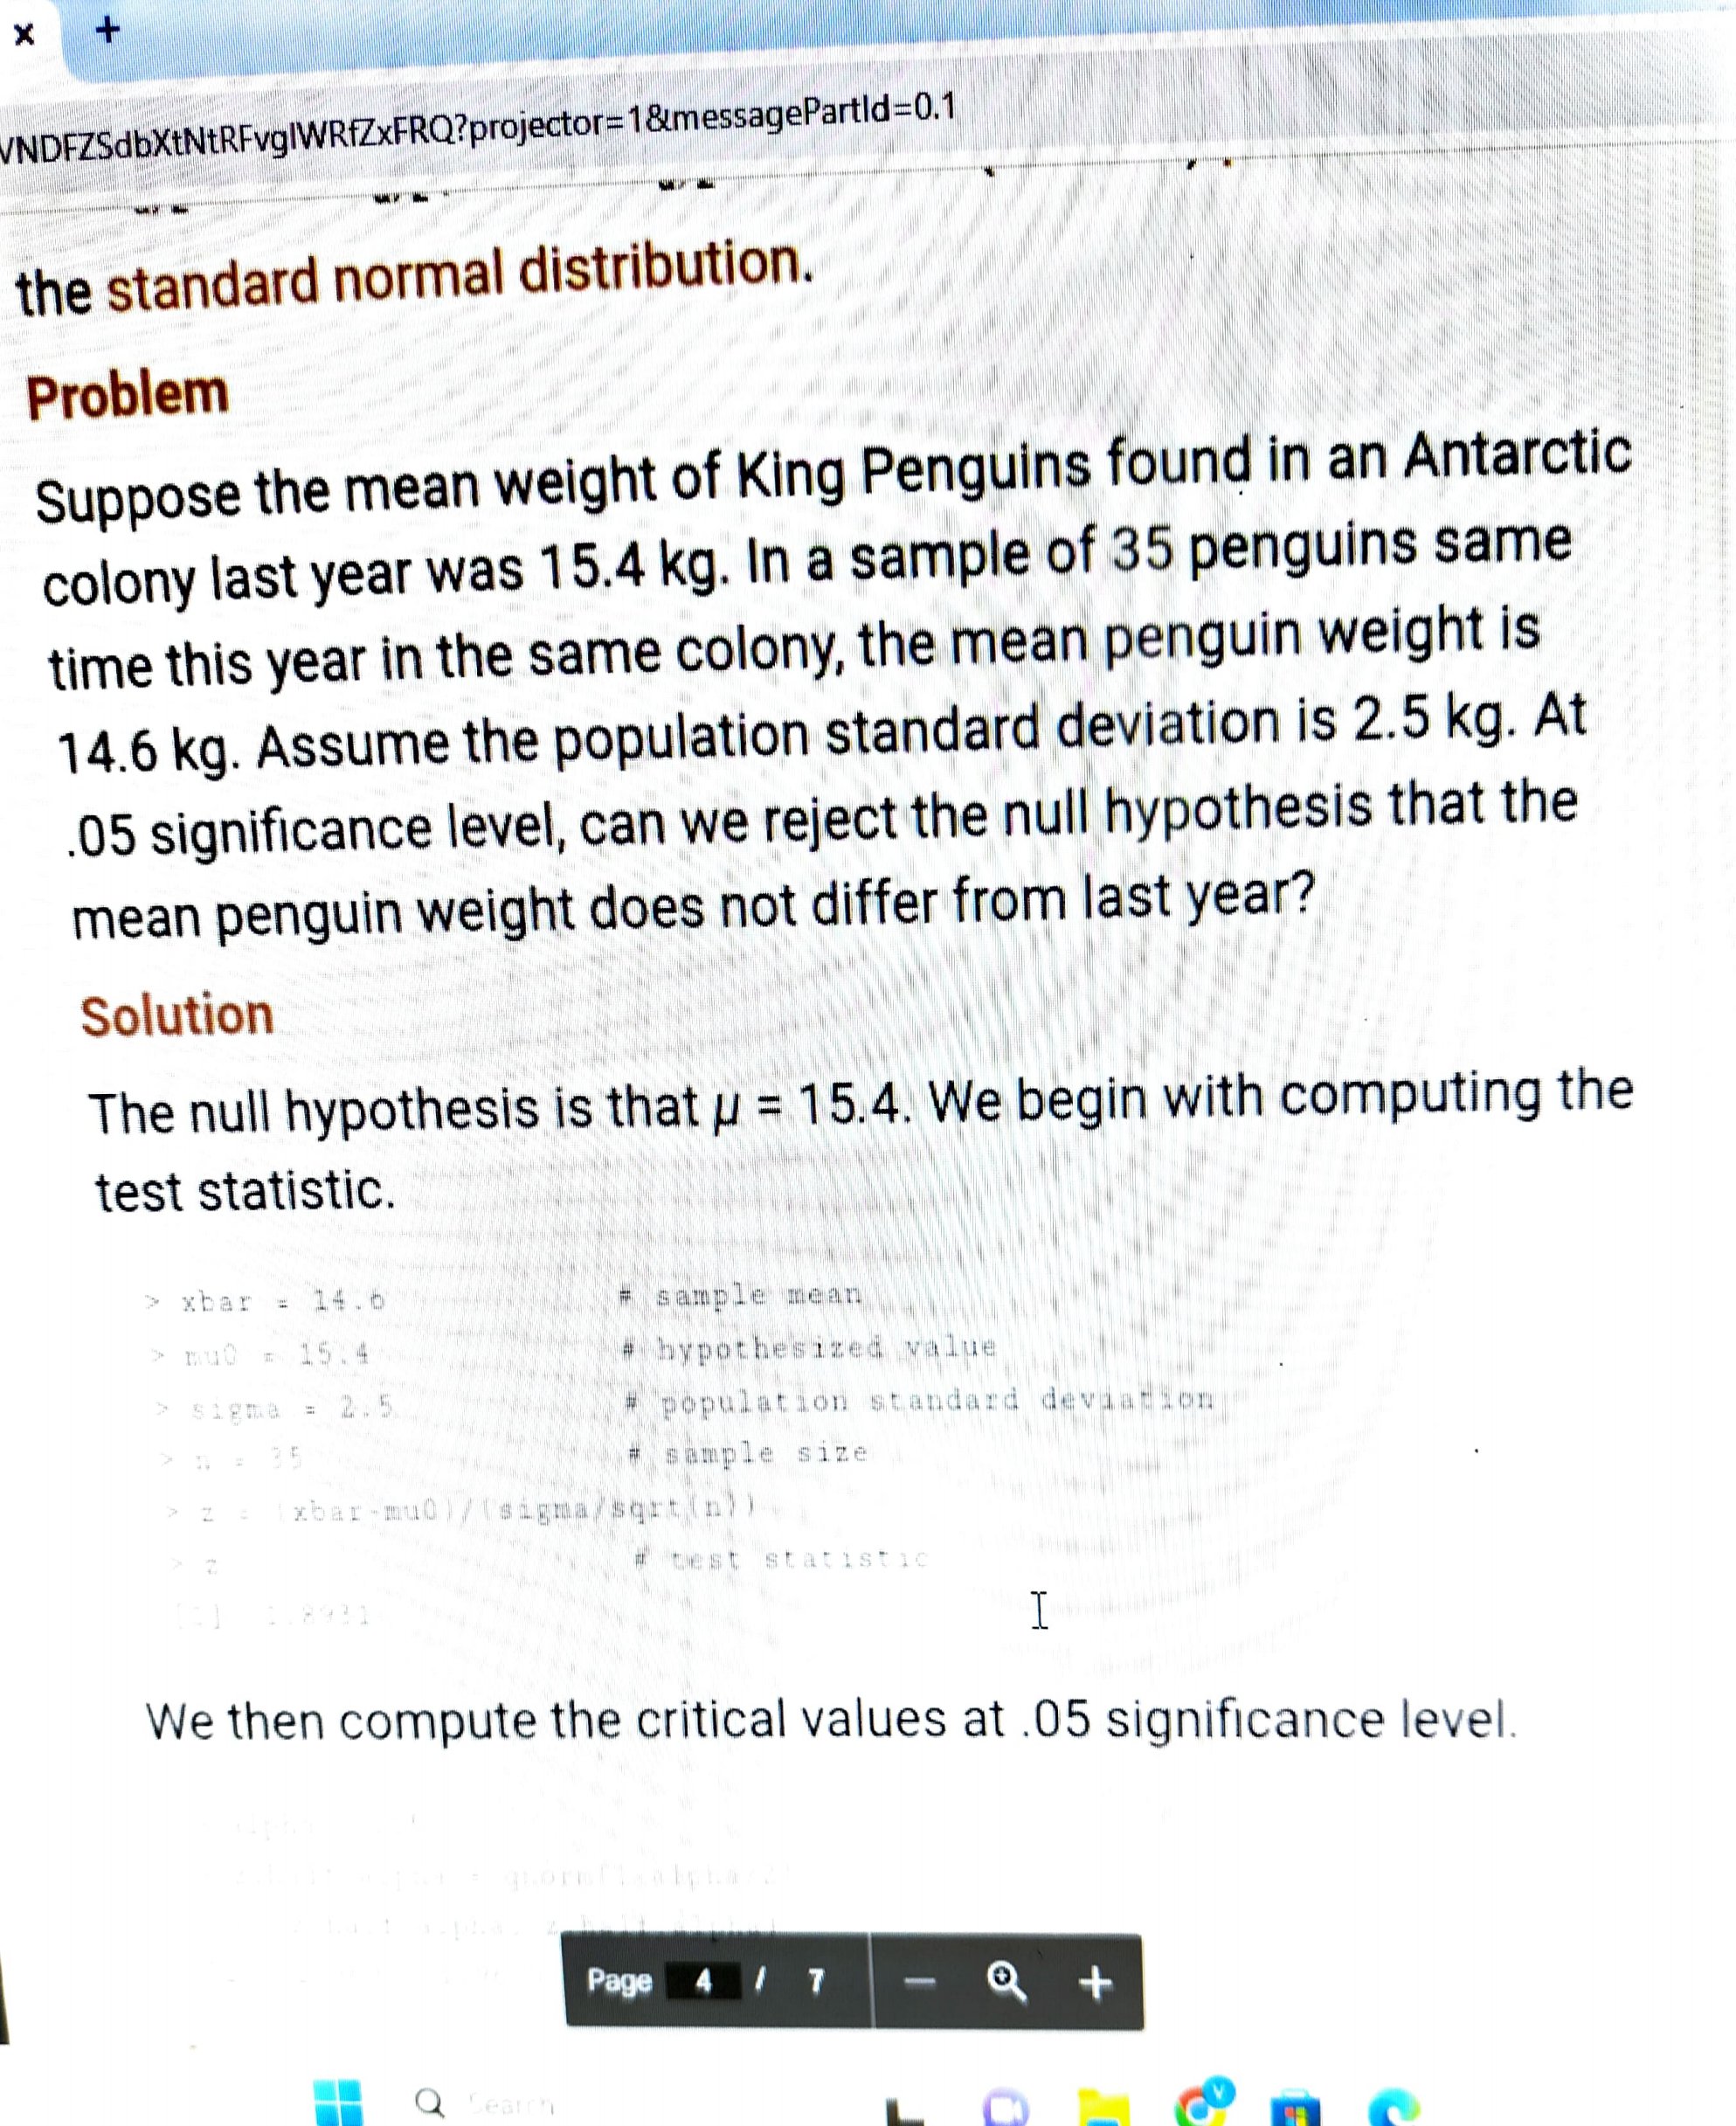 x +
VNDFZSdbXtNtRFvglWRfZxFRQ?projector=1&messagePartId=0.1
the standard normal distribution.
Problem
Suppose the mean weight of King Penguins found in an Antarctic
colony last year was 15.4 kg. In a sample of 35 penguins same
time this year in the same colony, the mean penguin weight is
14.6 kg. Assume the population standard deviation is 2.5 kg. At
.05 significance level, can we reject the null hypothesis that the
mean penguin weight does not differ from last year?
Solution
The null hypothesis is that μ = 15.4. We begin with computing the
test statistic.
> xbar = 14.6 # sample mean
> mu0 = 15.4 # hypothesized value
> sigma = 2.5 # population standard deviation
> n = 35 # sample size
> z = (xbar-mu0)/(sigma/sqrt(n))
> z # test statistic
We then compute the critical values at .05 significance level.
Page 4 / 7 − +
Search